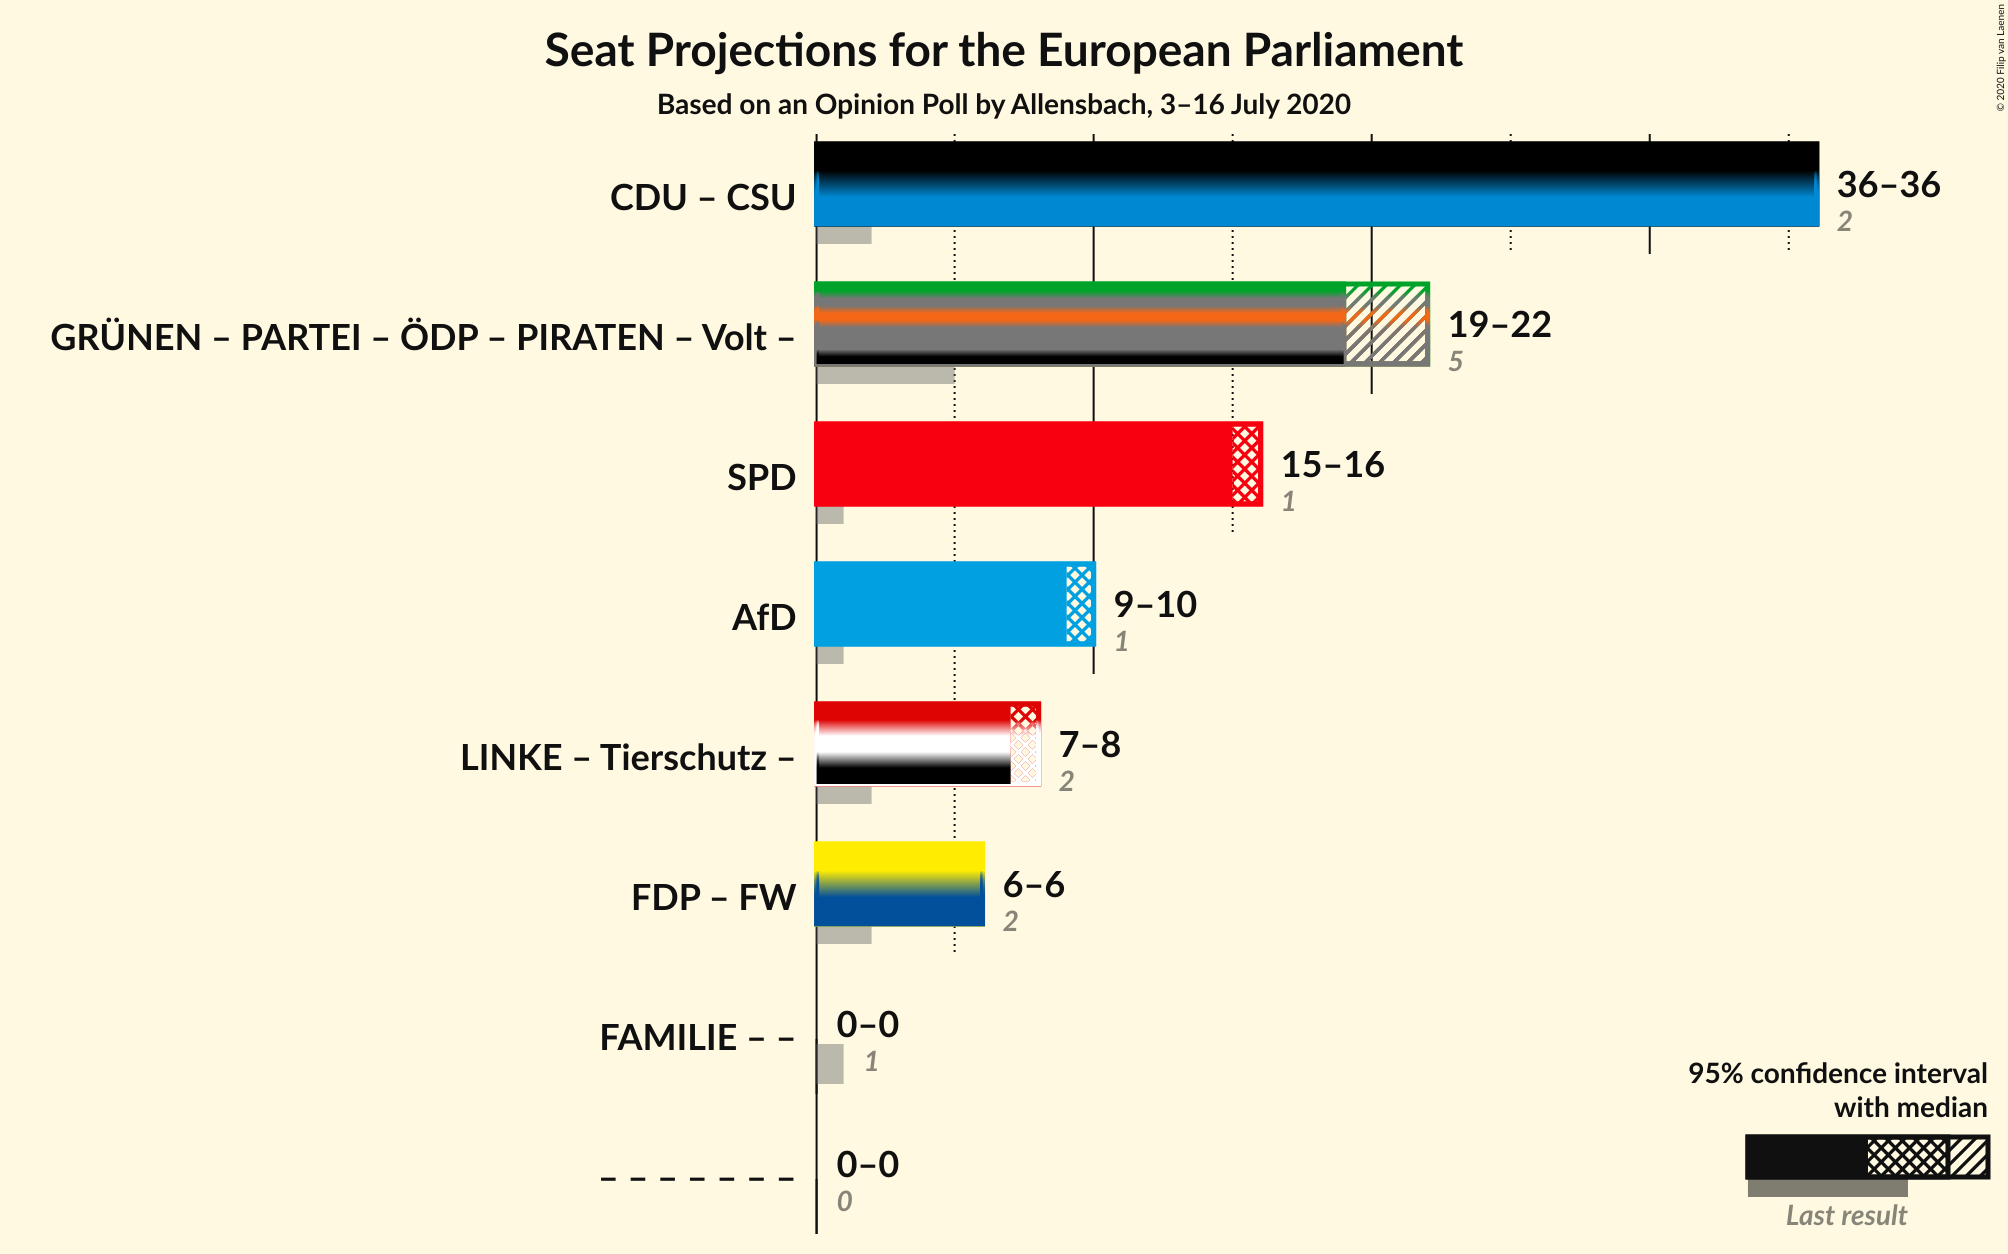 Seat Projections for the European Parliament
Based on an Opinion Poll by Allensbach, 3–16 July 2020
© 2020 Filip van Laenen
CDU – CSU
36–36
2
GRÜNEN – PARTEI – ÖDP – PIRATEN – Volt –
19–22
5
SPD
15–16
1
AfD
9–10
1
LINKE – Tierschutz –
7–8
2
FDP – FW
6–6
2
FAMILIE – –
0–0
1
– – – – – – –
0–0
0
95% confidence interval
with median
Last result